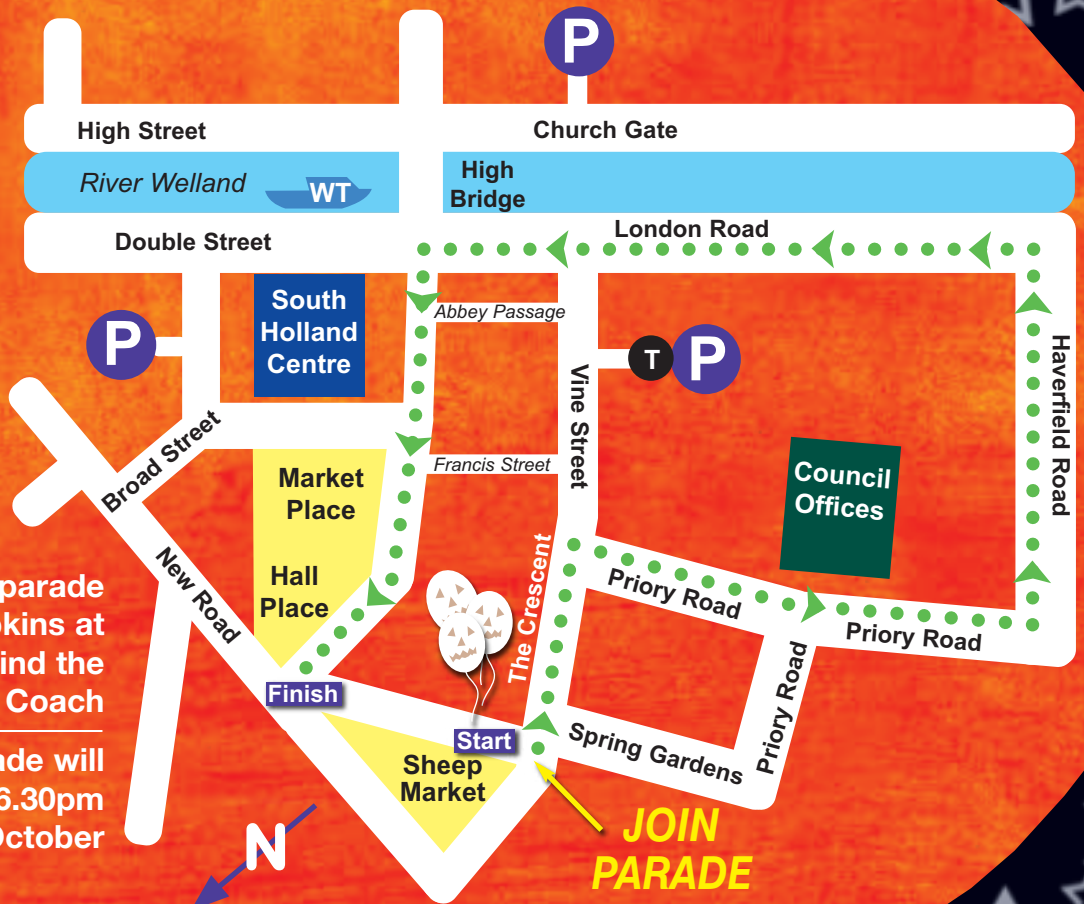 P
High Street
Church Gate
River Welland
WT
High
Bridge
Double Street
London Road
South
Holland
Centre
Abbey Passage
P
T
P
Vine Street
Haverfield Road
Broad Street
Francis Street
Market
Place
Council
Offices
New Road
Hall
Place
The Crescent
Priory Road
Priory Road
Priory Road
parade
at
the
Coach
Finish
Start
Spring Gardens
Sheep
Market
will
6.30pm
October
N
JOIN
PARADE